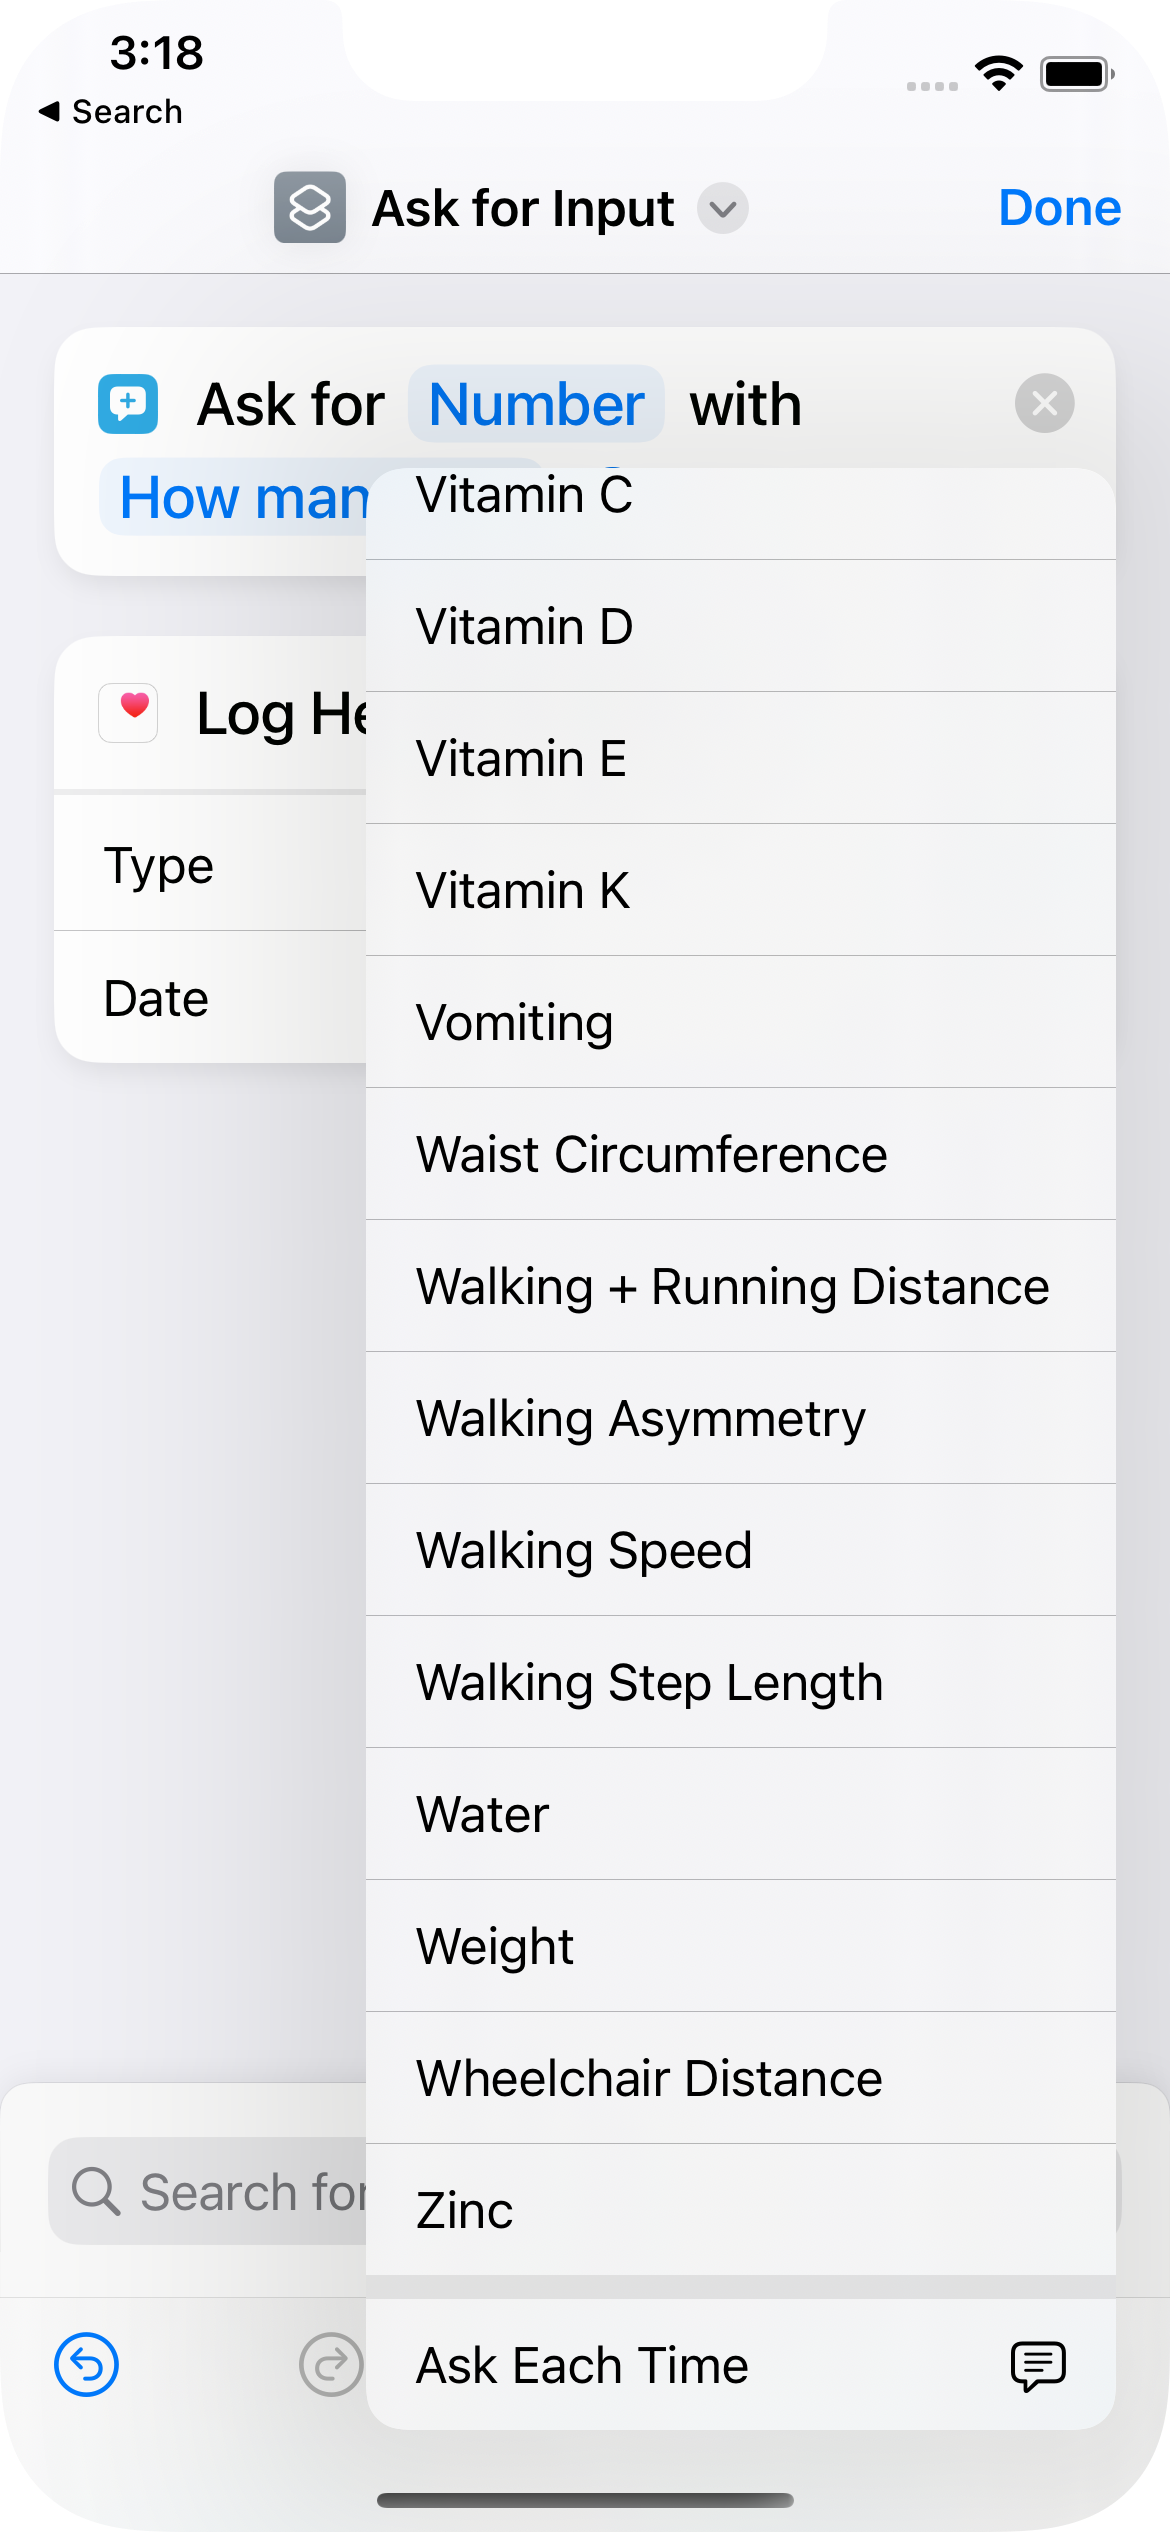 3:18
Search
Ask for Input
Done
Ask for Number with
How man
Vitamin C
Vitamin D
Vitamin E
Log He
Vitamin K
Type
Date
Vomiting
Waist Circumference
Walking + Running Distance
Walking Asymmetry
Walking Speed
Walking Step Length
Water
Weight
Wheelchair Distance
Search for
Zinc
Ask Each Time